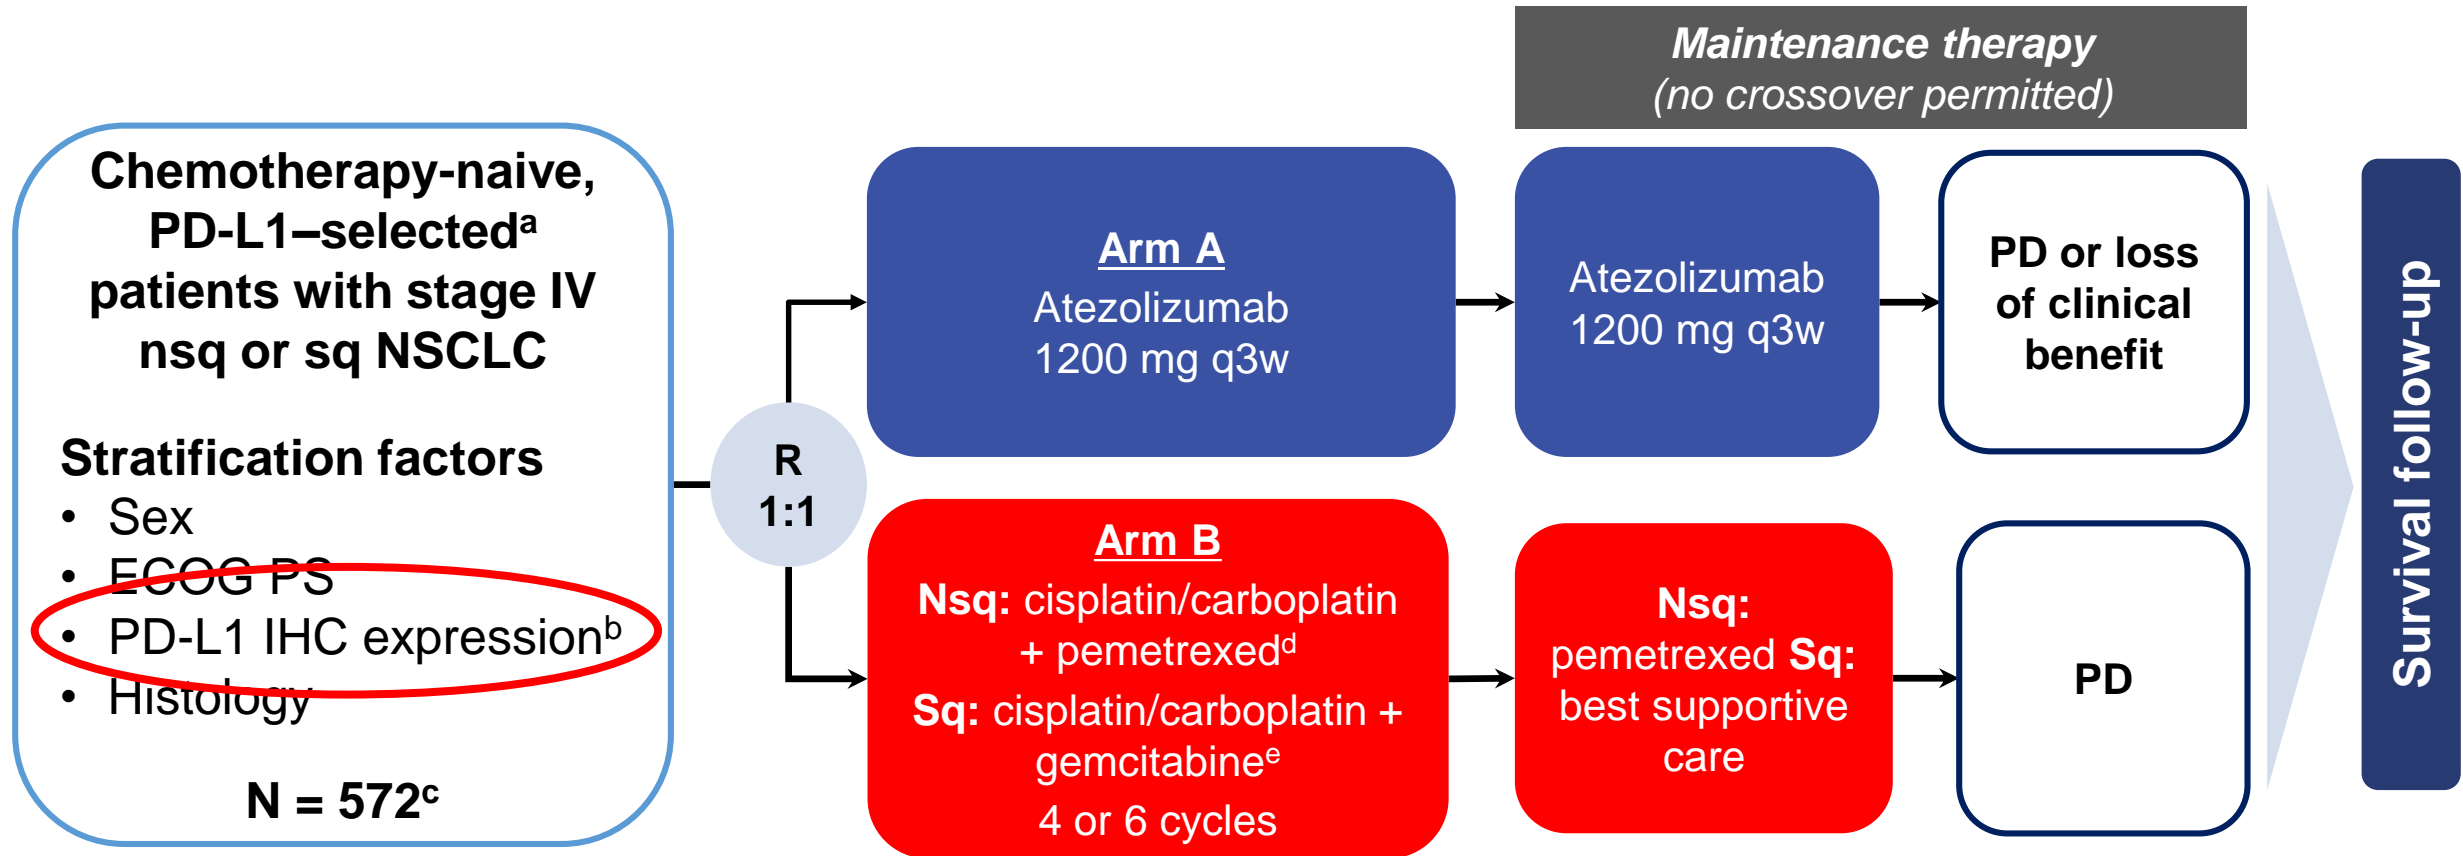 Maintenance therapy
(no crossover permitted)
Chemotherapy-naive,
PD-L1–selectedᵃ
patients with stage IV
nsq or sq NSCLC
Stratification factors
• Sex
• ECOG PS
• PD-L1 IHC expressionᵇ
• Histology
N = 572ᶜ
R
1:1
Arm A
Atezolizumab
1200 mg q3w
Atezolizumab
1200 mg q3w
PD or loss
of clinical
benefit
Arm B
Nsq: cisplatin/carboplatin
+ pemetrexedᵈ
Sq: cisplatin/carboplatin +
gemcitabineᵉ
4 or 6 cycles
Nsq:
pemetrexed Sq:
best supportive
care
PD
Survival follow-up